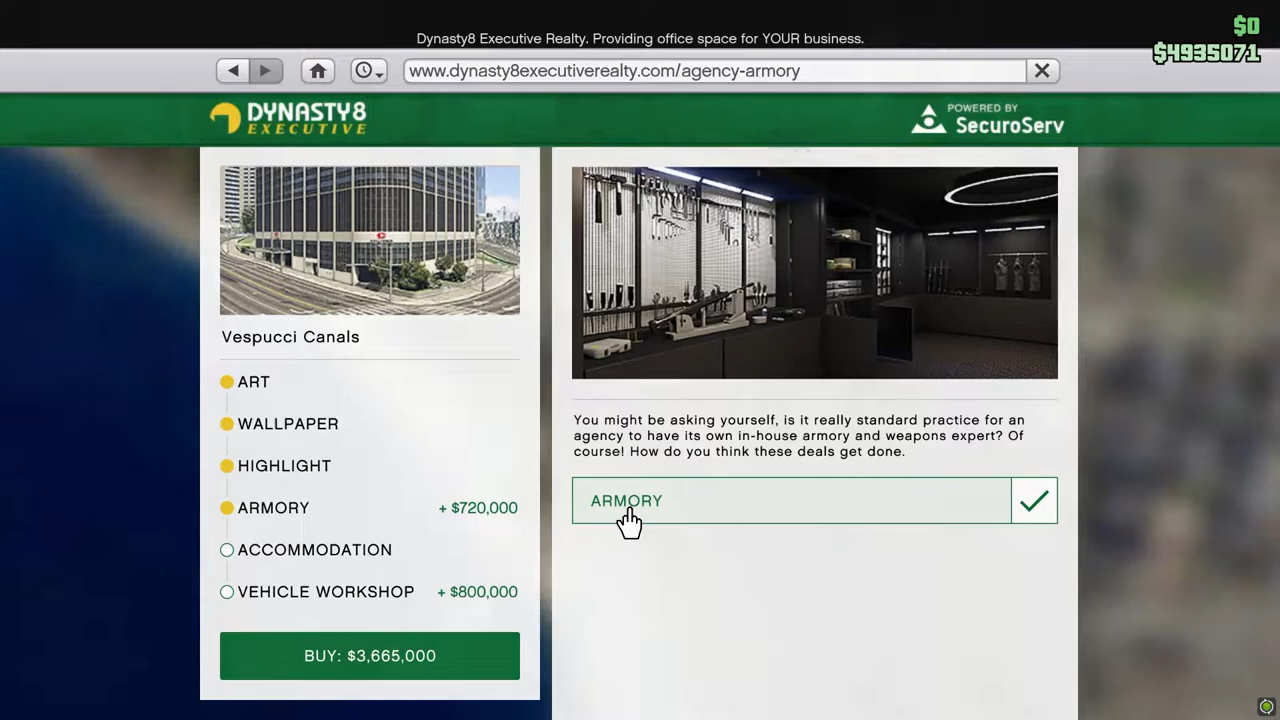 Dynasty8 Executive Realty. Providing office space for YOUR business.
$0
$4935071
www.dynasty8executiverealty.com/agency-armory
DYNASTY8
EXECUTIVE
POWERED BY
SecuroServ
Vespucci Canals
ART
WALLPAPER
HIGHLIGHT
ARMORY + $720,000
ACCOMMODATION
VEHICLE WORKSHOP + $800,000
BUY: $3,665,000
You might be asking yourself, is it really standard practice for an
agency to have its own in-house armory and weapons expert? Of
course! How do you think these deals get done.
ARMORY